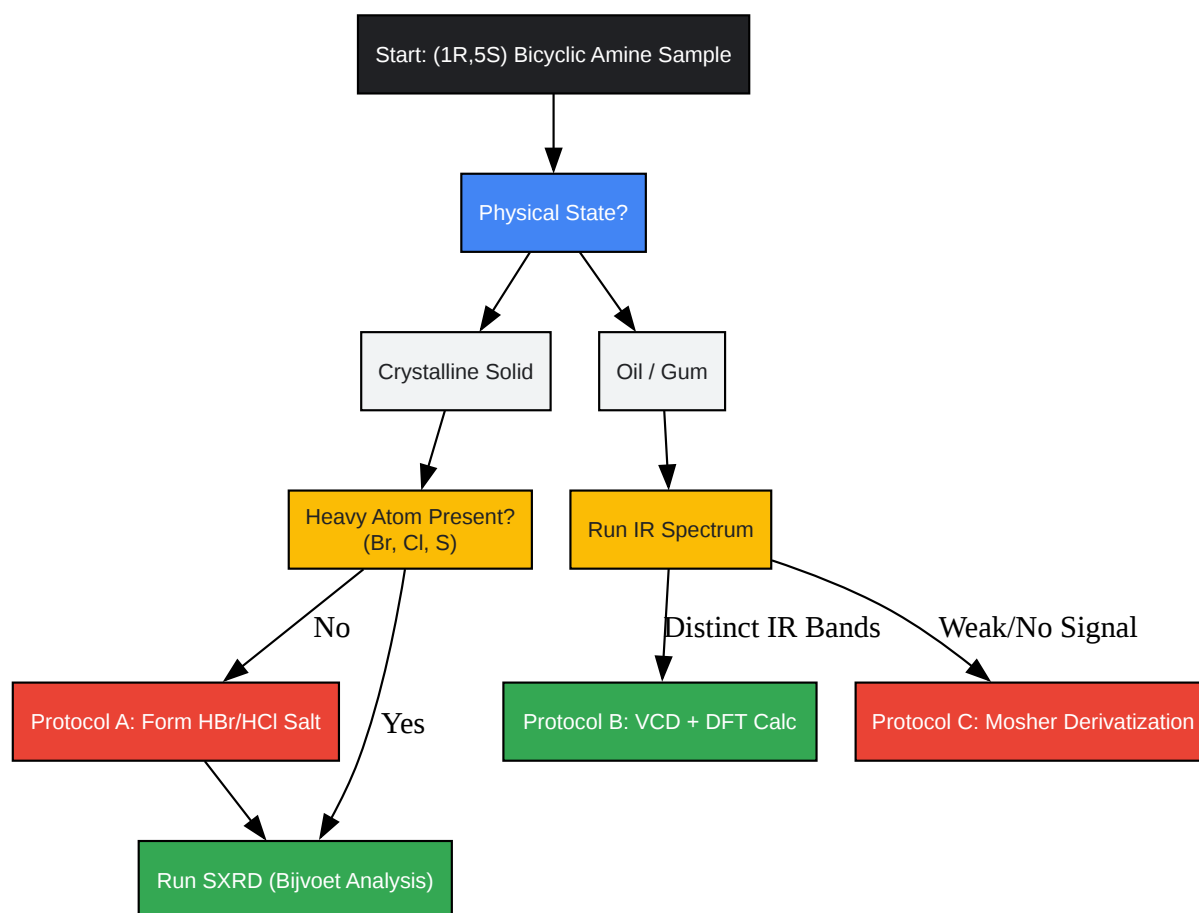 Start: (1R,5S) Bicyclic Amine Sample
Physical State?
Crystalline Solid
Oil / Gum
Heavy Atom Present?
(Br, Cl, S)
Run IR Spectrum
No
Yes
Distinct IR Bands
Weak/No Signal
Protocol A: Form HBr/HCl Salt
Protocol B: VCD + DFT Calc
Protocol C: Mosher Derivatization
Run SXRD (Bijvoet Analysis)